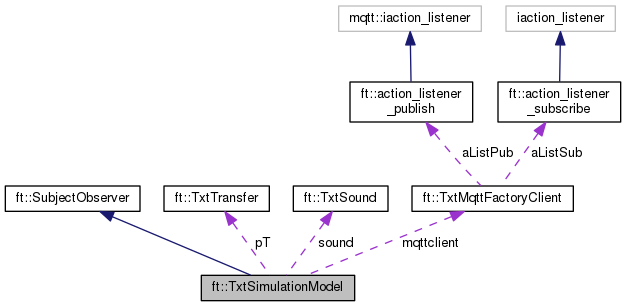 mqtt::iaction_listener
iaction_listener
ft::action_listener
_publish
ft::action_listener
_subscribe
aListPub
aListSub
ft::SubjectObserver
ft::TxtTransfer
ft::TxtSound
ft::TxtMqttFactoryClient
pT
sound
mqttclient
ft::TxtSimulationModel